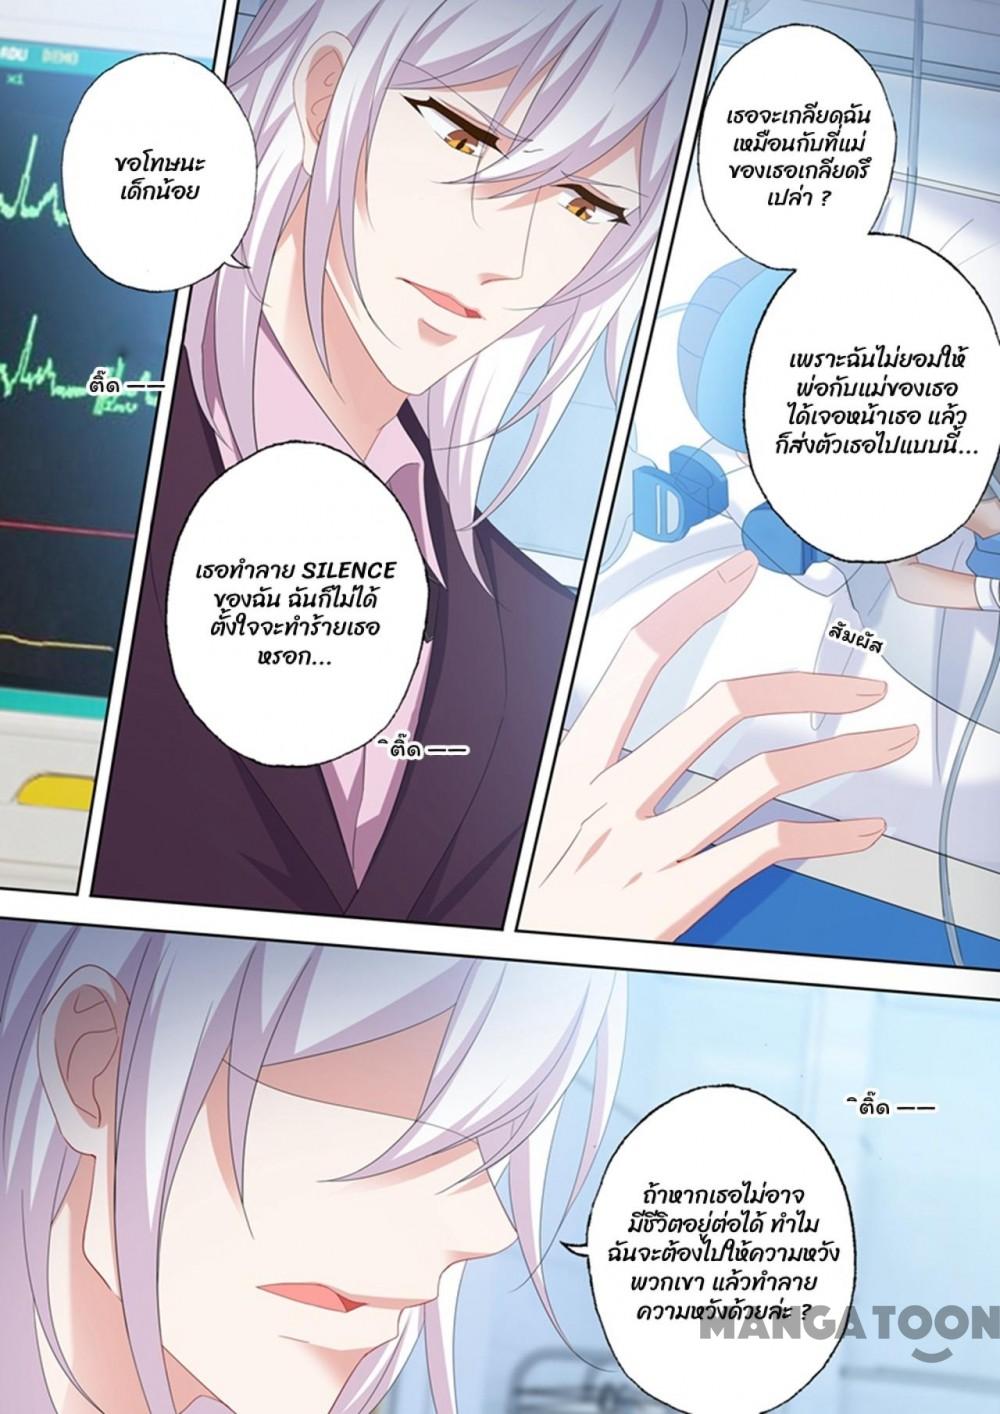 RDU DEMO
x1
ขอโทษนะ
เด็กน้อย
ติ๊ด ——
เธอทำลาย SILENCE
ของฉัน ฉันก็ไม่ได้
ตั้งใจจะทำร้ายเธอ
หรอก...
ติ๊ด ——
เธอจะเกลียดฉัน
เหมือนกับที่แม่
ของเธอเกลียดรึ
เปล่า ?
เพราะฉันไม่ยอมให้
พ่อกับแม่ของเธอ
ได้เจอหน้าเธอ แล้ว
ก็ส่งตัวเธอไปแบบนี้...
สัมผัส
ติ๊ด ——
ถ้าหากเธอไม่อาจ
มีชีวิตอยู่ต่อได้ ทำไม
ฉันจะต้องไปให้ความหวัง
พวกเขา แล้วทำลาย
ความหวังด้วยล่ะ ?
MANGATOON